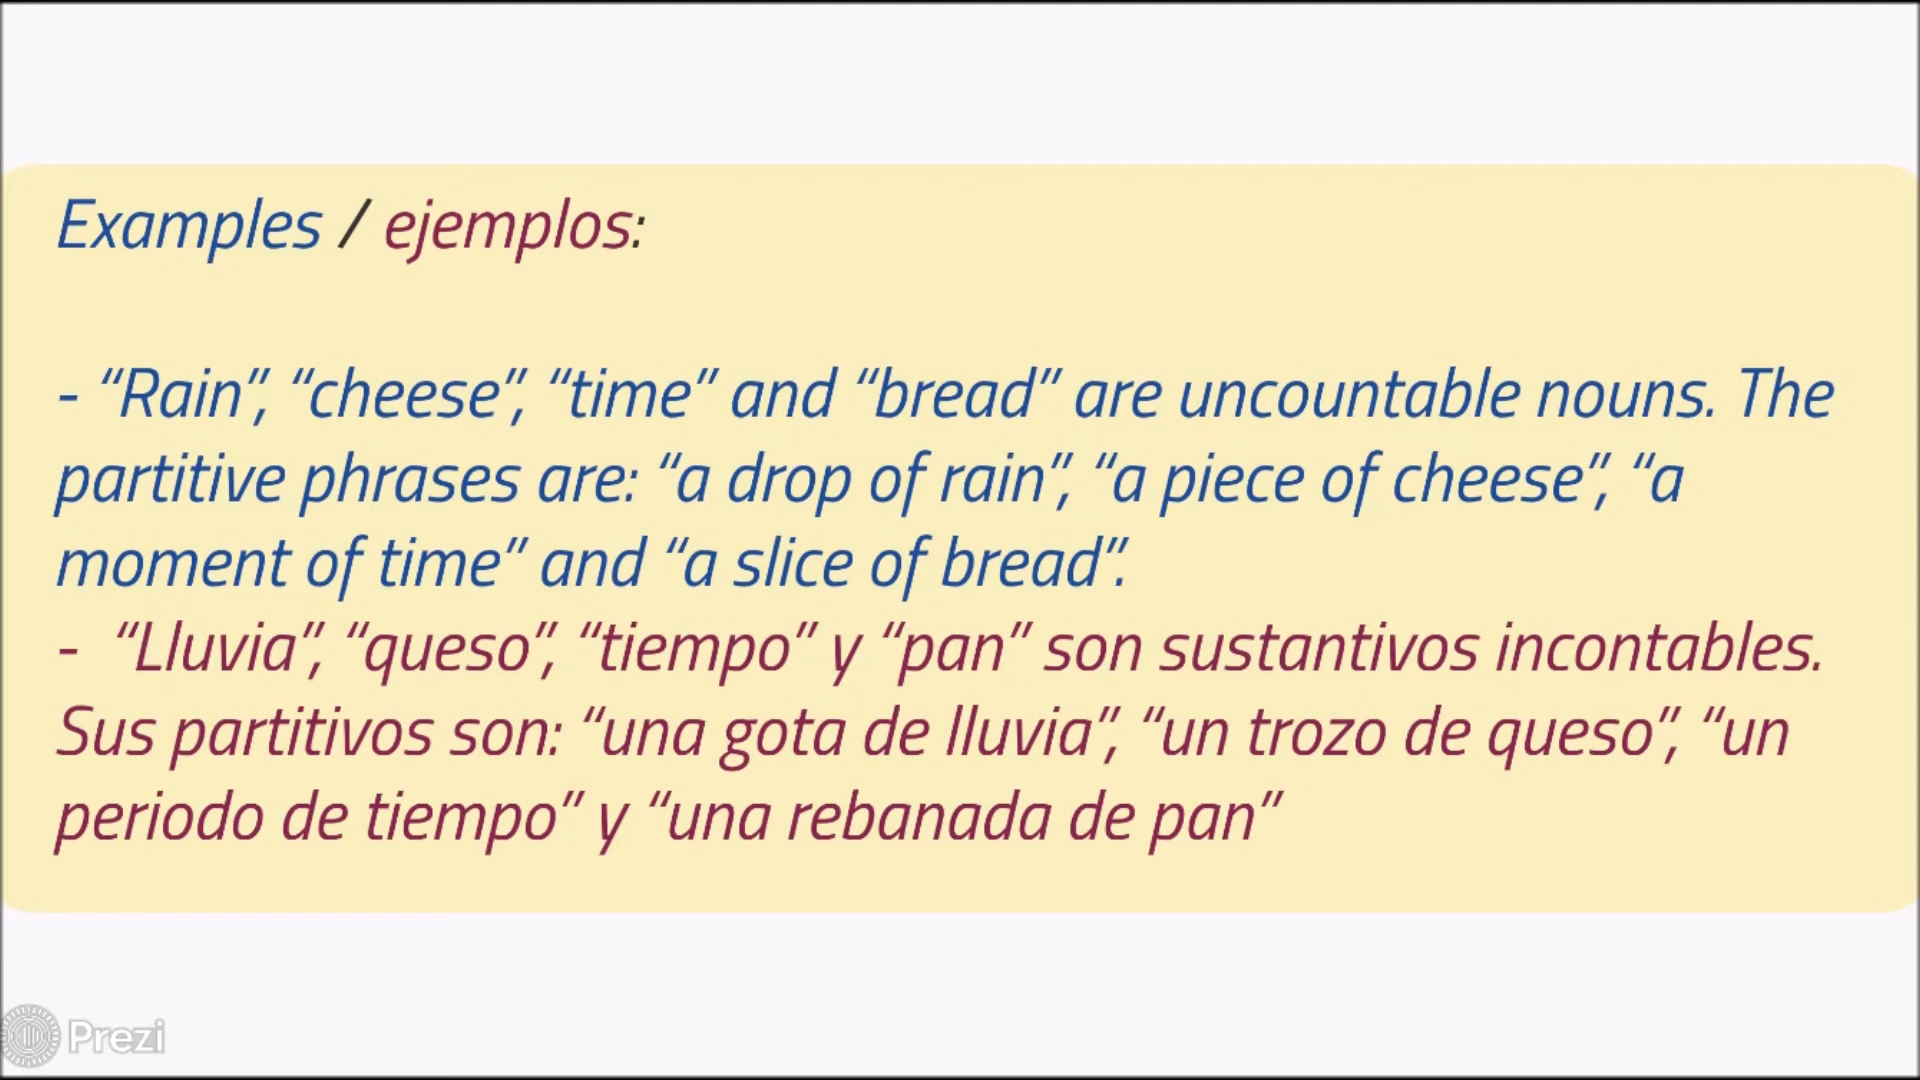 Examples / ejemplos:
- “Rain”, “cheese”, “time” and “bread” are uncountable nouns. The
partitive phrases are: “a drop of rain”, “a piece of cheese”, “a
moment of time” and “a slice of bread”.
-  “Lluvia”, “queso”, “tiempo” y “pan” son sustantivos incontables.
Sus partitivos son: “una gota de lluvia”, “un trozo de queso”, “un
periodo de tiempo” y “una rebanada de pan”
Prezi